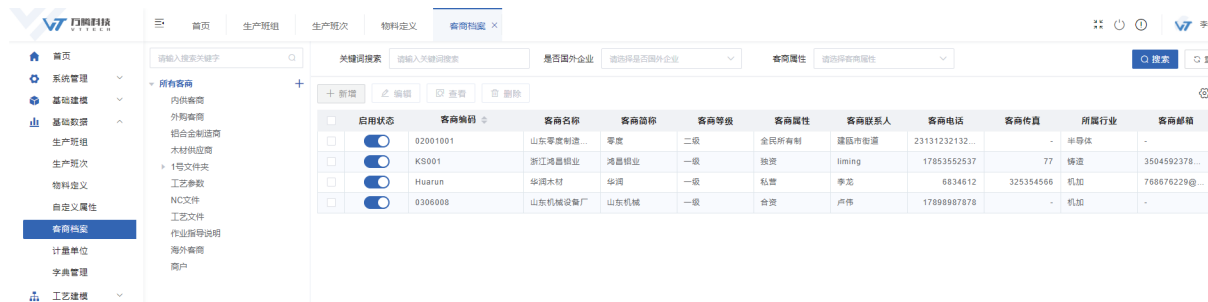 万腾科技
VTTECH
首页
生产班组
生产班次
物料定义
客商档案 ×
李
首页
系统管理
基础建模
基础数据
生产班组
生产班次
物料定义
自定义属性
客商档案
计量单位
字典管理
工艺建模
请输入搜索关键字
所有客商
内供客商
外购客商
铝合金制造商
木材供应商
1号文件夹
工艺参数
NC文件
工艺文件
作业指导说明
海外客商
商户
关键词搜索 请输入关键词搜索 是否国外企业 请选择是否国外企业 客商属性 请选择客商属性 搜索
新增 编辑 查看 删除
启用状态 客商编码 客商名称 客商简称 客商等级 客商属性 客商联系人 客商电话 客商传真 所属行业 客商邮箱
02001001 山东零度制造... 零度 二级 全民所有制 建瓯市街道 23131232132... - 半导体 -
KS001 浙江鸿昌铝业 鸿昌铝业 一级 独资 liming 17853552537 77 铸造 3504592378...
Huarun 华润木材 华润 一级 私营 李龙 6834612 325354566 机加 768676229@...
0306008 山东机械设备厂 山东机械 一级 合资 卢伟 17898987878 - 机加 -